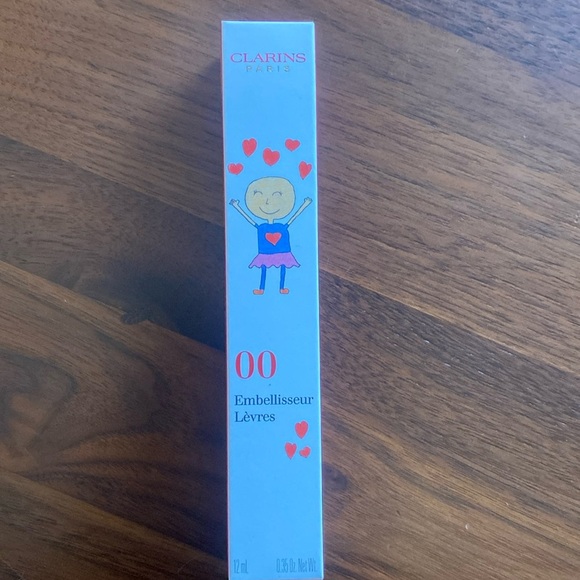 CLARINS
PARIS
00
Embellisseur
Lèvres
12 ml 0.35 Oz. Net Wt.